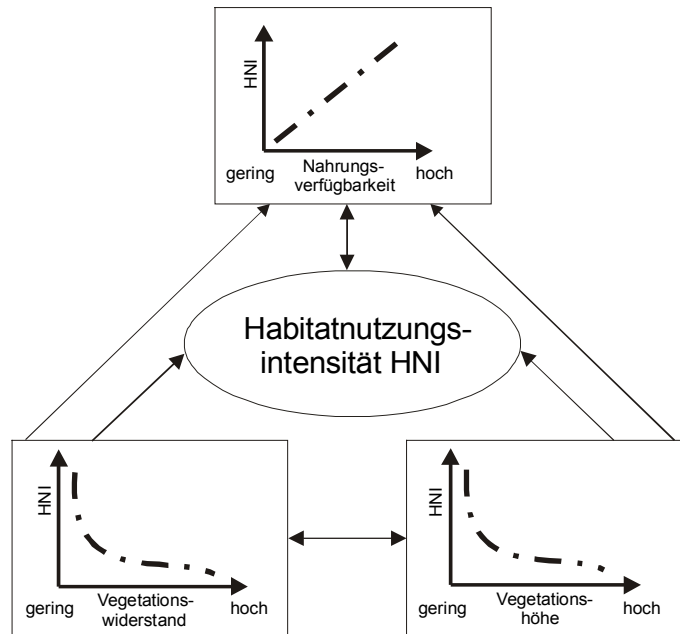 HNI
gering Nahrungs- hoch
verfügbarkeit
Habitatnutzungs-
intensität HNI
HNI
gering Vegetations- hoch
widerstand
HNI
gering Vegetations- hoch
höhe